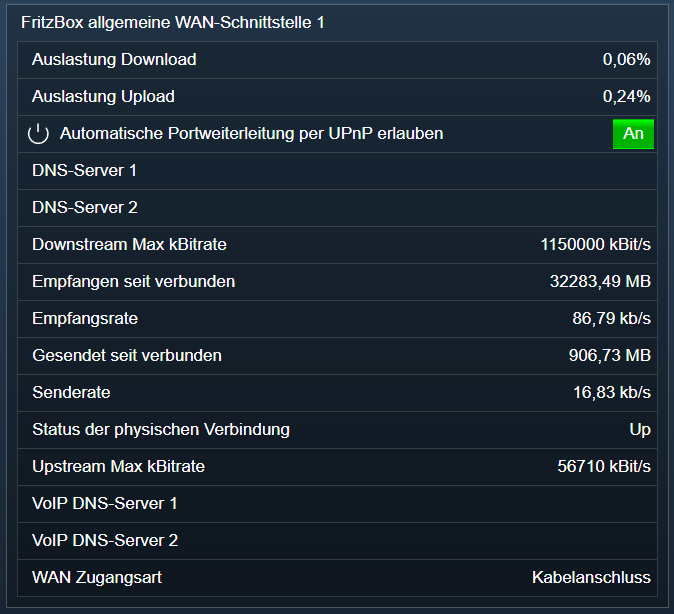 FritzBox allgemeine WAN-Schnittstelle 1
Auslastung Download 0,06%
Auslastung Upload 0,24%
Automatische Portweiterleitung per UPnP erlauben An
DNS-Server 1
DNS-Server 2
Downstream Max kBitrate 1150000 kBit/s
Empfangen seit verbunden 32283,49 MB
Empfangsrate 86,79 kb/s
Gesendet seit verbunden 906,73 MB
Senderate 16,83 kb/s
Status der physischen Verbindung Up
Upstream Max kBitrate 56710 kBit/s
VoIP DNS-Server 1
VoIP DNS-Server 2
WAN Zugangsart Kabelanschluss